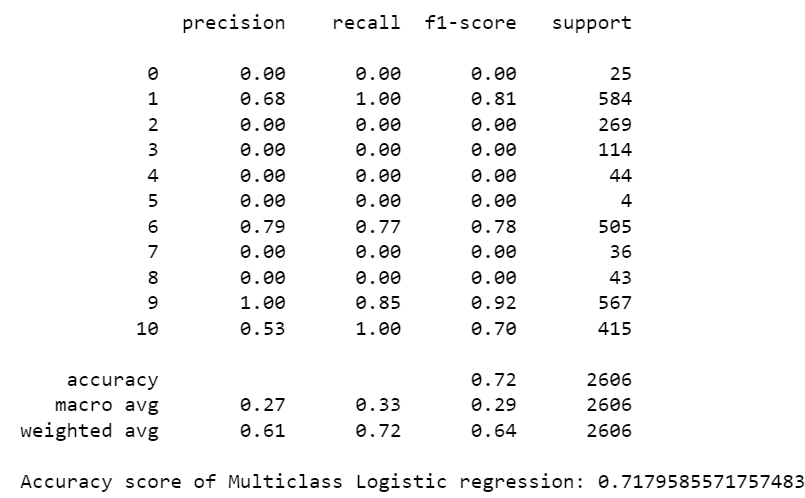 precision recall f1-score support
0 0.00 0.00 0.00 25
1 0.68 1.00 0.81 584
2 0.00 0.00 0.00 269
3 0.00 0.00 0.00 114
4 0.00 0.00 0.00 44
5 0.00 0.00 0.00 4
6 0.79 0.77 0.78 505
7 0.00 0.00 0.00 36
8 0.00 0.00 0.00 43
9 1.00 0.85 0.92 567
10 0.53 1.00 0.70 415
accuracy 0.72 2606
macro avg 0.27 0.33 0.29 2606
weighted avg 0.61 0.72 0.64 2606
Accuracy score of Multiclass Logistic regression: 0.7179585571757483